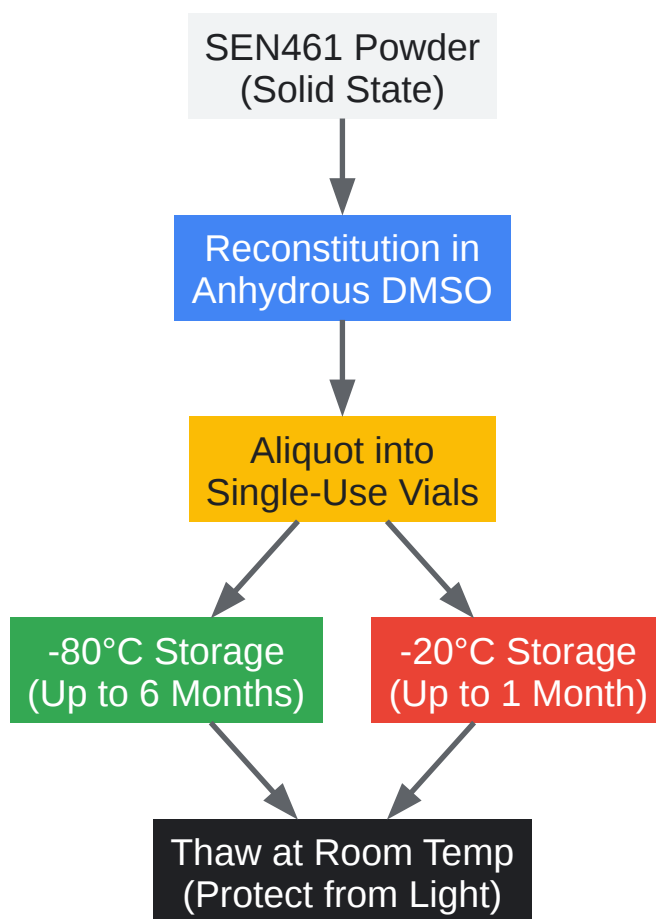 SEN461 Powder
(Solid State)
Reconstitution in
Anhydrous DMSO
Aliquot into
Single-Use Vials
-80°C Storage
(Up to 6 Months)
-20°C Storage
(Up to 1 Month)
Thaw at Room Temp
(Protect from Light)